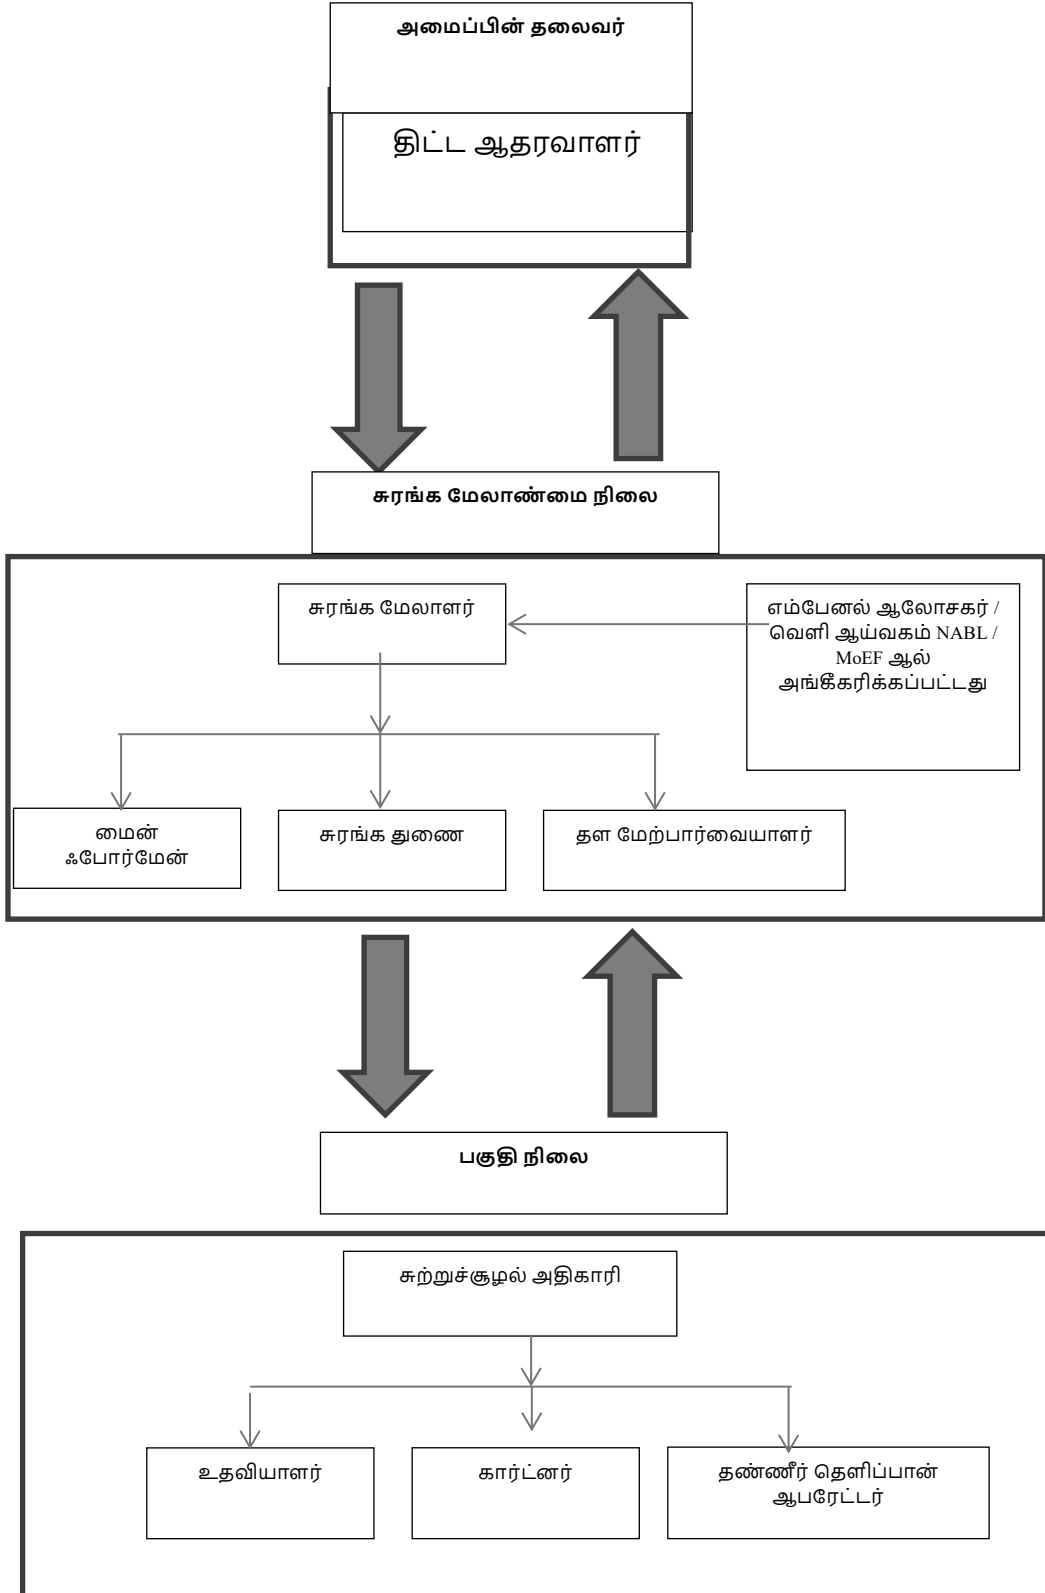 அமைப்பின் தலைவர்
திட்ட ஆதரவாளர்
சுரங்க மேலாண்மை நிலை
சுரங்க மேலாளர்
எம்பேனல் ஆலோசகர் /
வெளி ஆய்வகம் NABL /
MoEF ஆல்
அங்கீகரிக்கப்பட்டது
மைன்
ஃபோர்மேன்
சுரங்க துணை
தள மேற்பார்வையாளர்
பகுதி நிலை
சுற்றுச்சூழல் அதிகாரி
உதவியாளர்
கார்ட்னர்
தண்ணீர் தெளிப்பான்
ஆபரேட்டர்